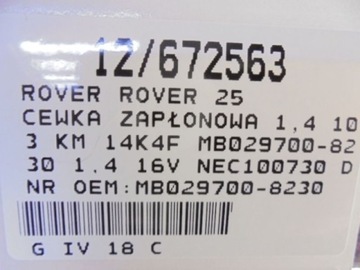 12/672563
ROVER ROVER 25
CEWKA ZAPŁONOWA 1,4 10
3 KM 14K4F MB029700-82
30 1.4 16V NEC100730 D
NR OEM:MB029700-8230
G IV 18 C